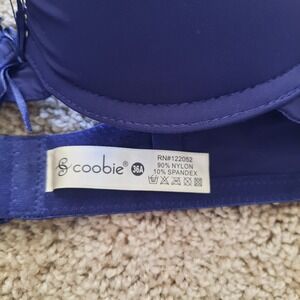 coobie® 36A
RN#122052
90% NYLON
10% SPANDEX